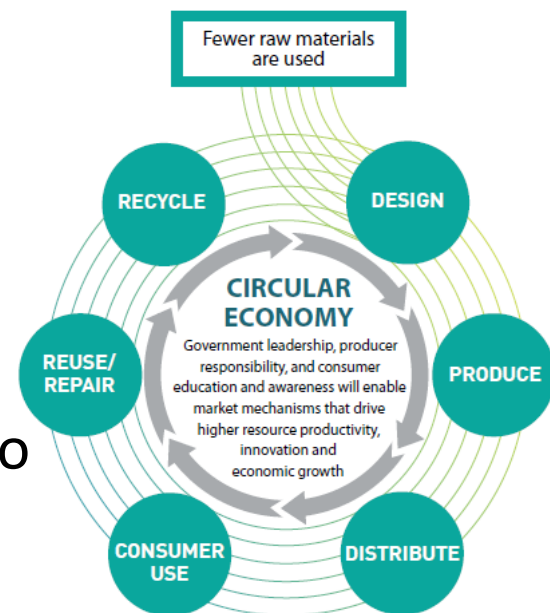 Fewer raw materials
are used
RECYCLE
DESIGN
CIRCULAR
ECONOMY
Government leadership, producer
responsibility, and consumer
education and awareness will enable
market mechanisms that drive
higher resource productivity,
innovation and
economic growth
REUSE/
REPAIR
PRODUCE
o
CONSUMER
USE
DISTRIBUTE